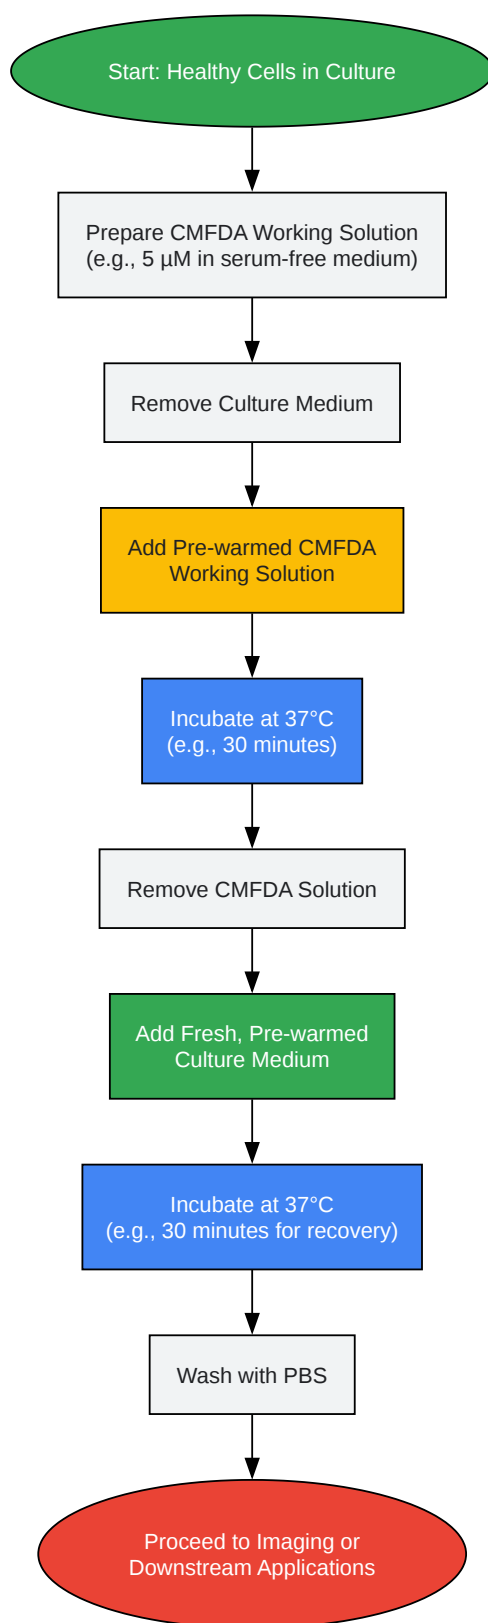 Start: Healthy Cells in Culture
Prepare CMFDA Working Solution
(e.g., 5 µM in serum-free medium)
Remove Culture Medium
Add Pre-warmed CMFDA
Working Solution
Incubate at 37°C
(e.g., 30 minutes)
Remove CMFDA Solution
Add Fresh, Pre-warmed
Culture Medium
Incubate at 37°C
(e.g., 30 minutes for recovery)
Wash with PBS
Proceed to Imaging or
Downstream Applications